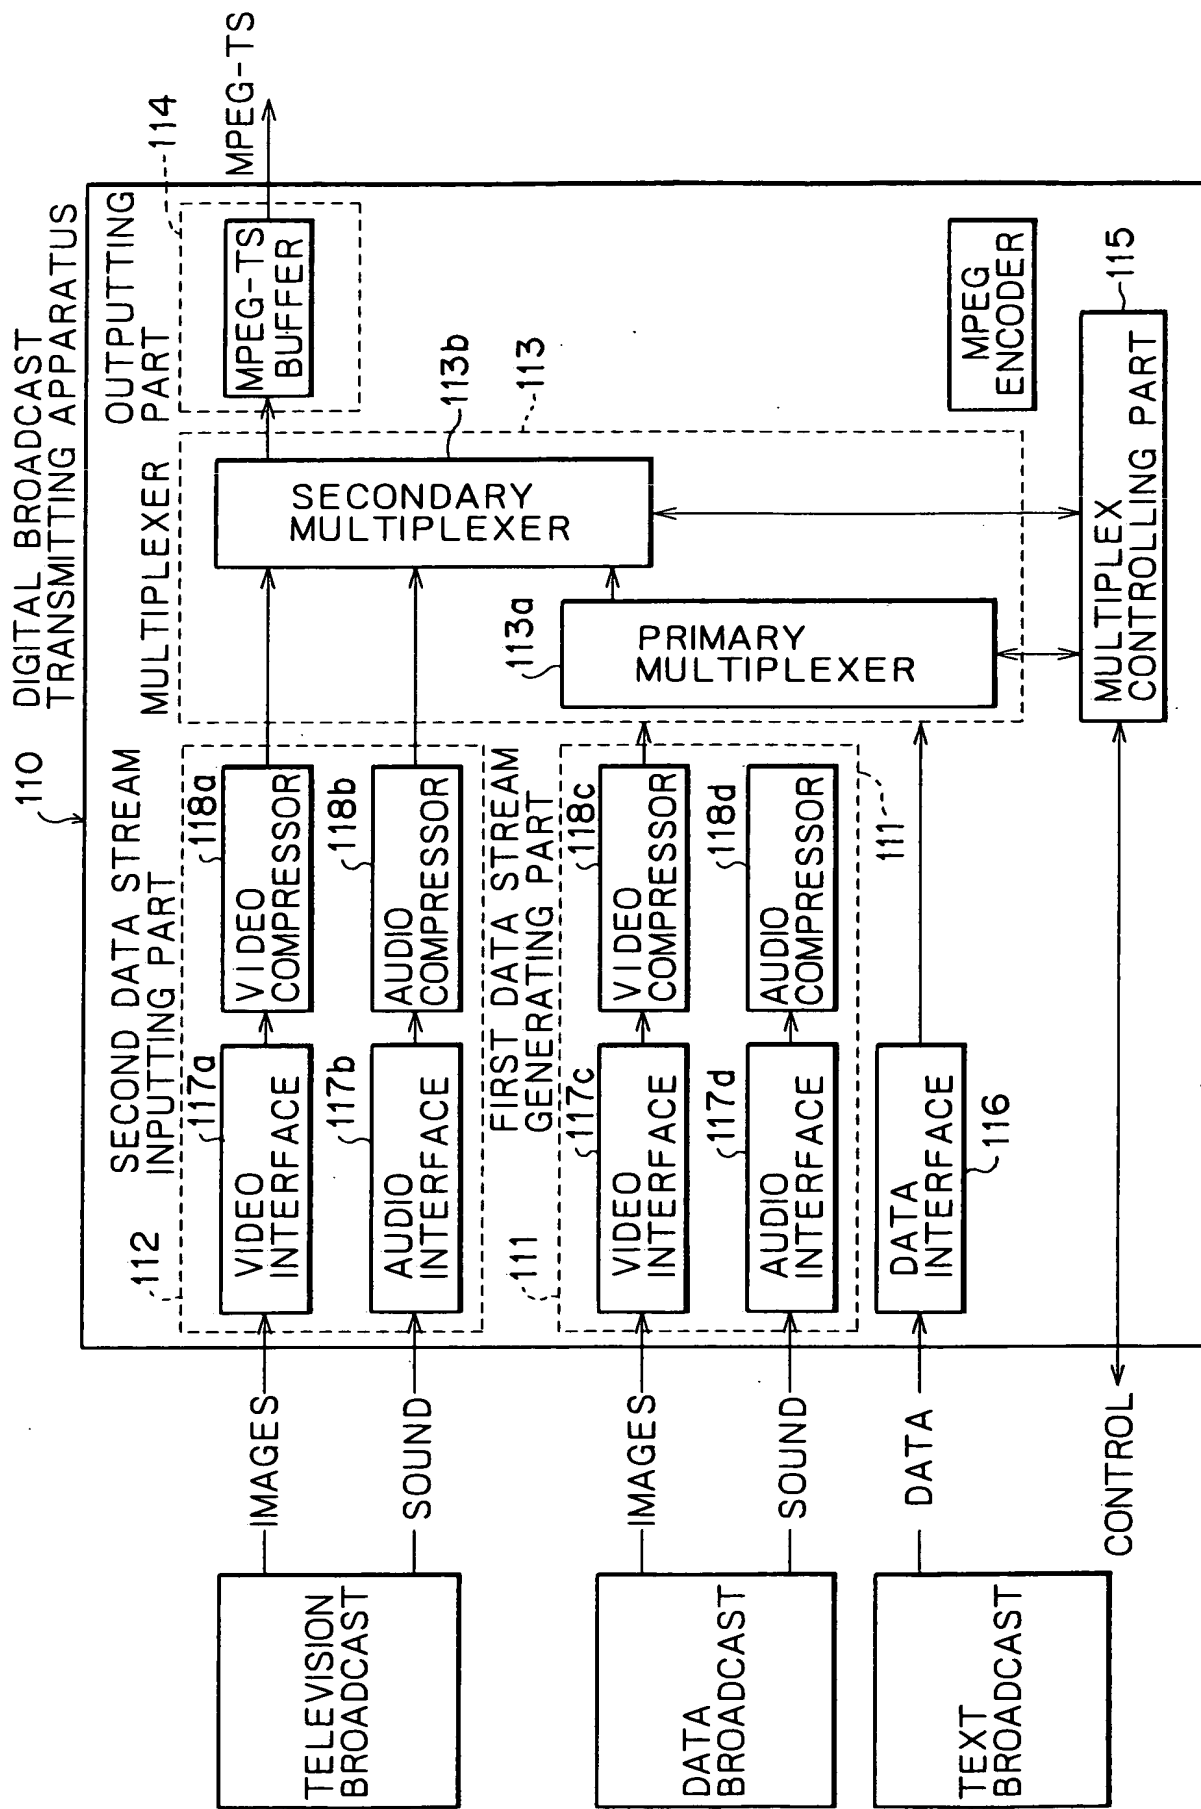 110
DIGITAL BROADCAST
TRANSMITTING APPARATUS
TELEVISION
BROADCAST
IMAGES
SOUND
112
SECOND DATA STREAM
INPUTTING PART
117a
VIDEO
INTERFACE
118a
VIDEO
COMPRESSOR
117b
AUDIO
INTERFACE
118b
AUDIO
COMPRESSOR
MULTIPLEXER
SECONDARY
MULTIPLEXER
113b
113
OUTPUTTING
PART
114
MPEG-TS
BUFFER
MPEG-TS
DATA
BROADCAST
IMAGES
SOUND
111
FIRST DATA STREAM
GENERATING PART
117c
VIDEO
INTERFACE
118c
VIDEO
COMPRESSOR
117d
AUDIO
INTERFACE
118d
AUDIO
COMPRESSOR
111
113a
PRIMARY
MULTIPLEXER
TEXT
BROADCAST
DATA
DATA
INTERFACE
116
MPEG
ENCODER
CONTROL
MULTIPLEX
CONTROLLING PART
115